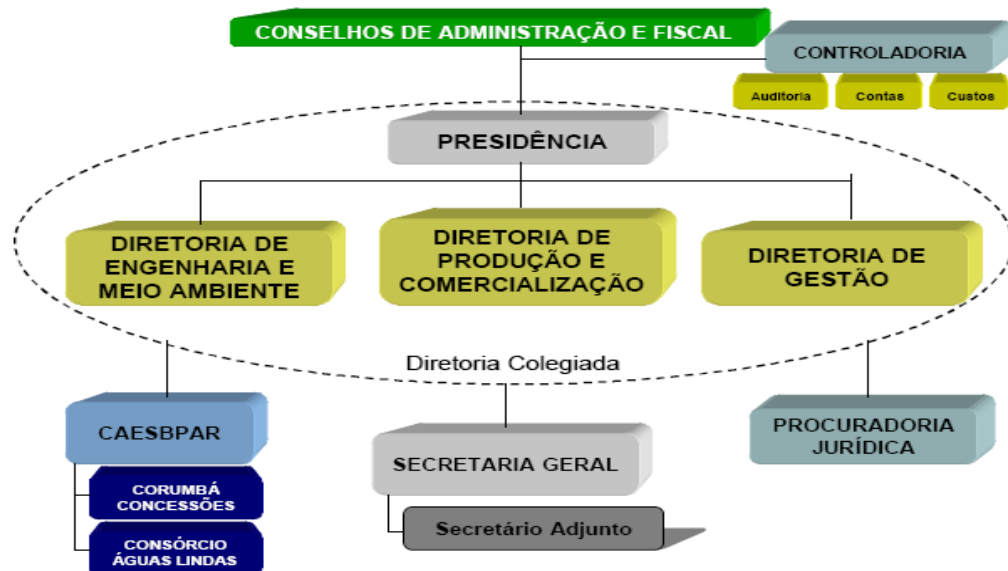 CONSELHOS DE ADMINISTRAÇÃO E FISCAL
CONTROLADORIA
Auditoria
Contas
Custos
PRESIDÊNCIA
DIRETORIA DE
ENGENHARIA E
MEIO AMBIENTE
DIRETORIA DE
PRODUÇÃO E
COMERCIALIZAÇÃO
DIRETORIA DE
GESTÃO
Diretoria Colegiada
CAESBPAR
CORUMBÁ
CONCESSÕES
CONSÓRCIO
ÁGUAS LINDAS
SECRETARIA GERAL
Secretário Adjunto
PROCURADORIA
JURÍDICA